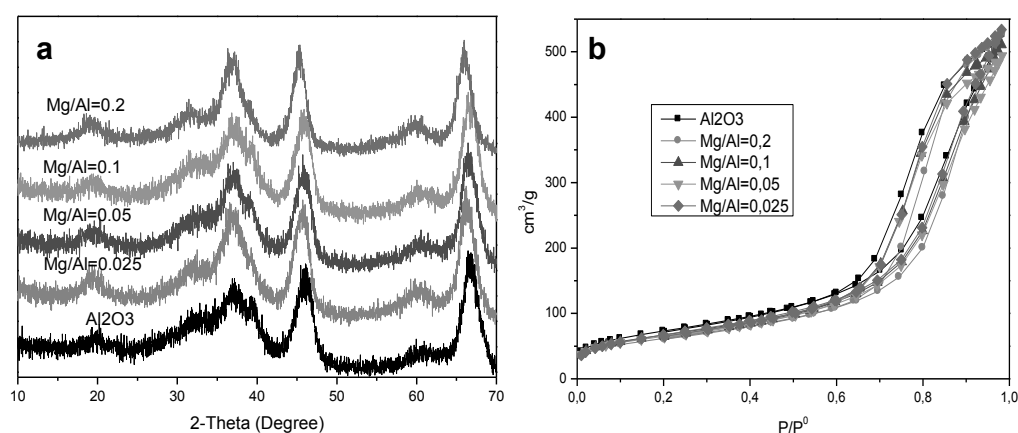 a
Mg/Al=0.2
Mg/Al=0.1
Mg/Al=0.05
Mg/Al=0.025
Al2O3
10 20 30 40 50 60 70
2-Theta (Degree)
b
500
400
300
200
100
0
cm³/g
Al2O3
Mg/Al=0,2
Mg/Al=0,1
Mg/Al=0,05
Mg/Al=0,025
0,0 0,2 0,4 0,6 0,8 1,0
P/P⁰